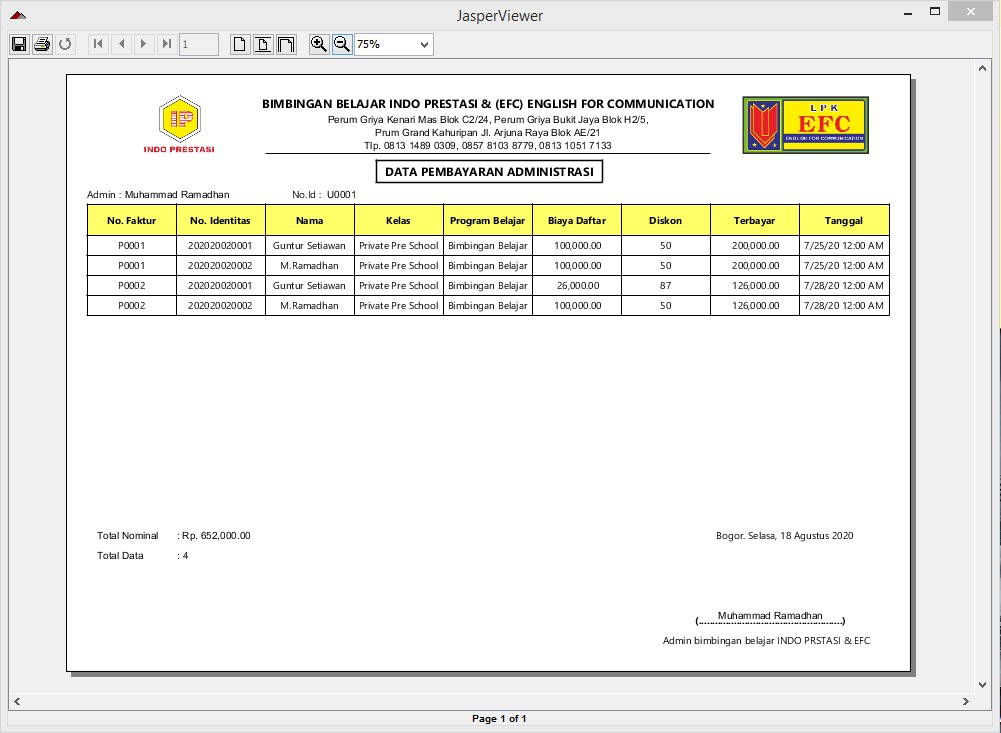 JasperViewer
1
75%
IP
INDO PRESTASI
BIMBINGAN BELAJAR INDO PRESTASI & (EFC) ENGLISH FOR COMMUNICATION
Perum Griya Kenari Mas Blok C2/24, Perum Griya Bukit Jaya Blok H2/5,
Prum Grand Kahuripan Jl. Arjuna Raya Blok AE/21
Tlp. 0813 1489 0309, 0857 8103 8779, 0813 1051 7133
LPK
EFC
ENGLISH FOR COMMUNICATION
DATA PEMBAYARAN ADMINISTRASI
Admin : Muhammad Ramadhan No.Id : U0001
No. Faktur No. Identitas Nama Kelas Program Belajar Biaya Daftar Diskon Terbayar Tanggal
P0001 202020020001 Guntur Setiawan Private Pre School Bimbingan Belajar 100,000.00 50 200,000.00 7/25/20 12:00 AM
P0001 202020020002 M.Ramadhan Private Pre School Bimbingan Belajar 100,000.00 50 200,000.00 7/25/20 12:00 AM
P0002 202020020001 Guntur Setiawan Private Pre School Bimbingan Belajar 26,000.00 87 126,000.00 7/28/20 12:00 AM
P0002 202020020002 M.Ramadhan Private Pre School Bimbingan Belajar 100,000.00 50 126,000.00 7/28/20 12:00 AM
Total Nominal : Rp. 652,000.00 Bogor. Selasa, 18 Agustus 2020
Total Data : 4
Muhammad Ramadhan
(..................................................)
Admin bimbingan belajar INDO PRSTASI & EFC
Page 1 of 1